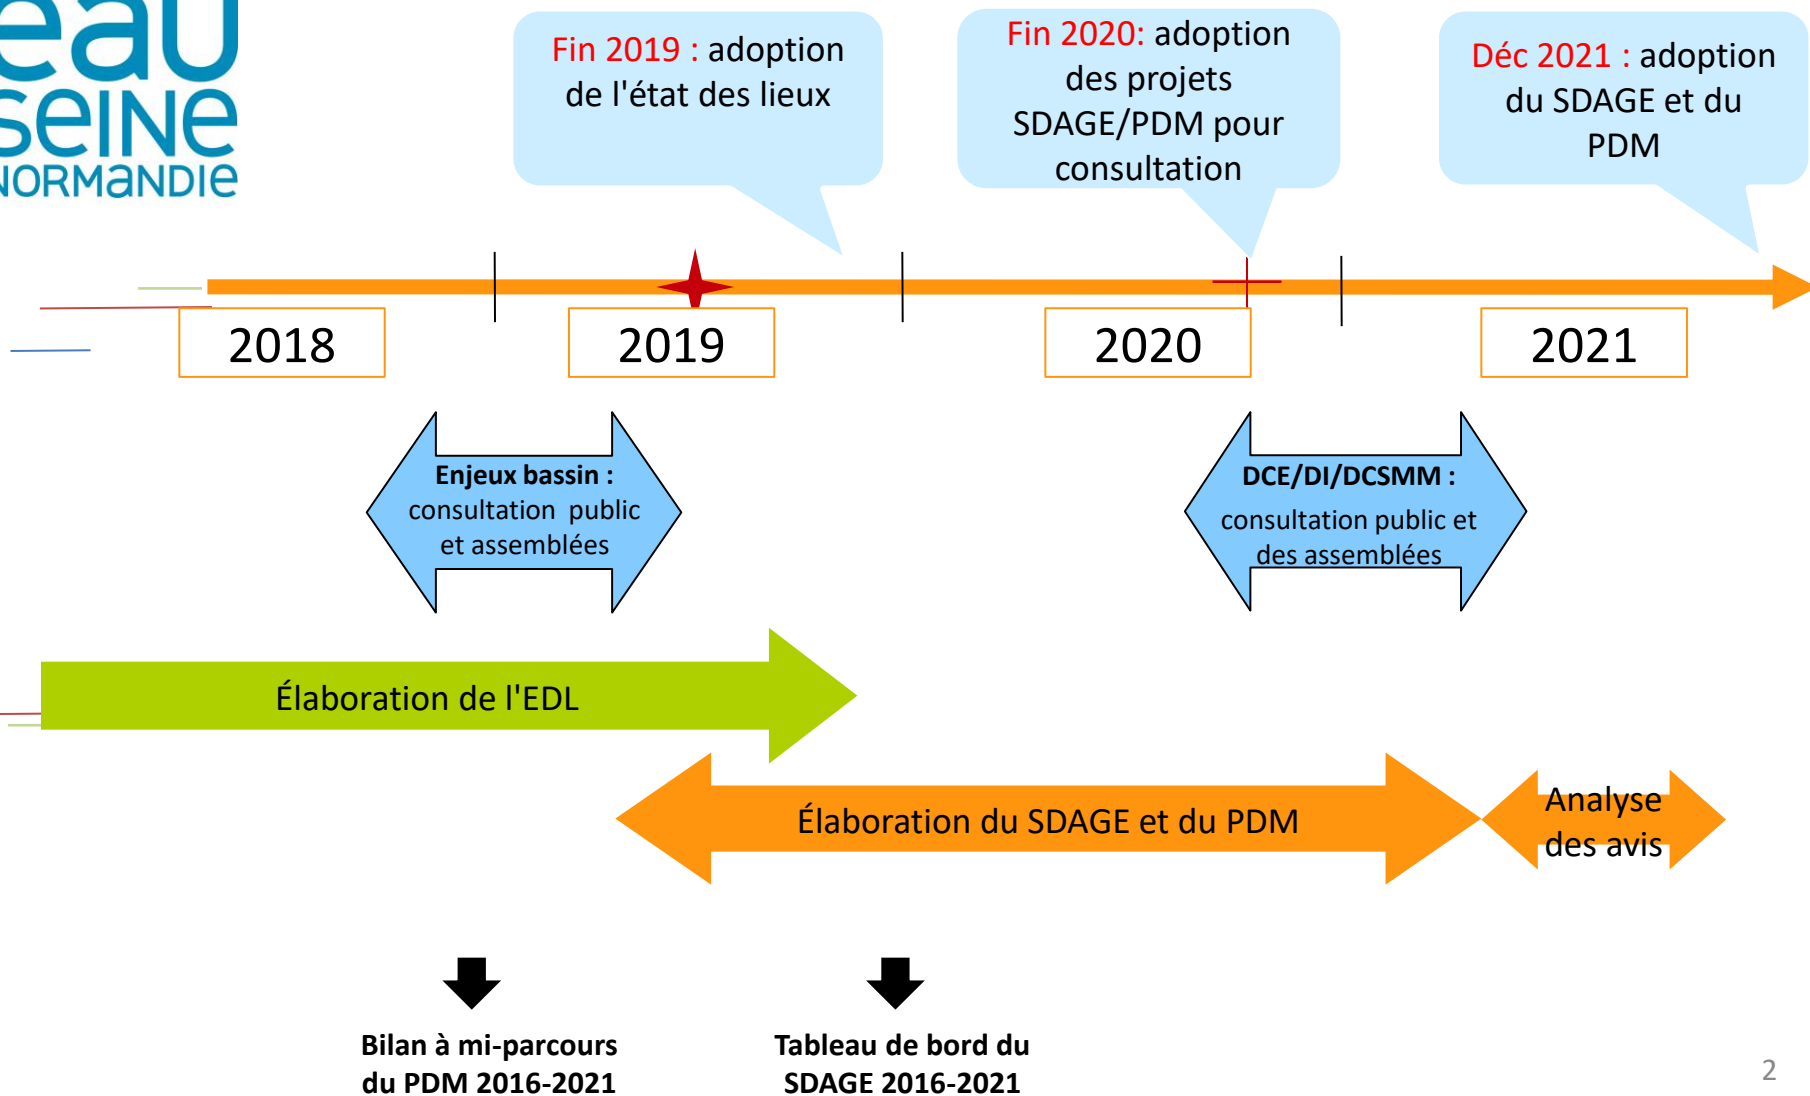 eau
seine
NORMANDIE
Fin 2019 : adoption
de l'état des lieux
Fin 2020: adoption
des projets
SDAGE/PDM pour
consultation
Déc 2021 : adoption
du SDAGE et du
PDM
2018
2019
2020
2021
Enjeux bassin :
consultation public
et assemblées
DCE/DI/DCSMM :
consultation public et
des assemblées
Élaboration de l'EDL
Élaboration du SDAGE et du PDM
Analyse
des avis
Bilan à mi-parcours
du PDM 2016-2021
Tableau de bord du
SDAGE 2016-2021
2